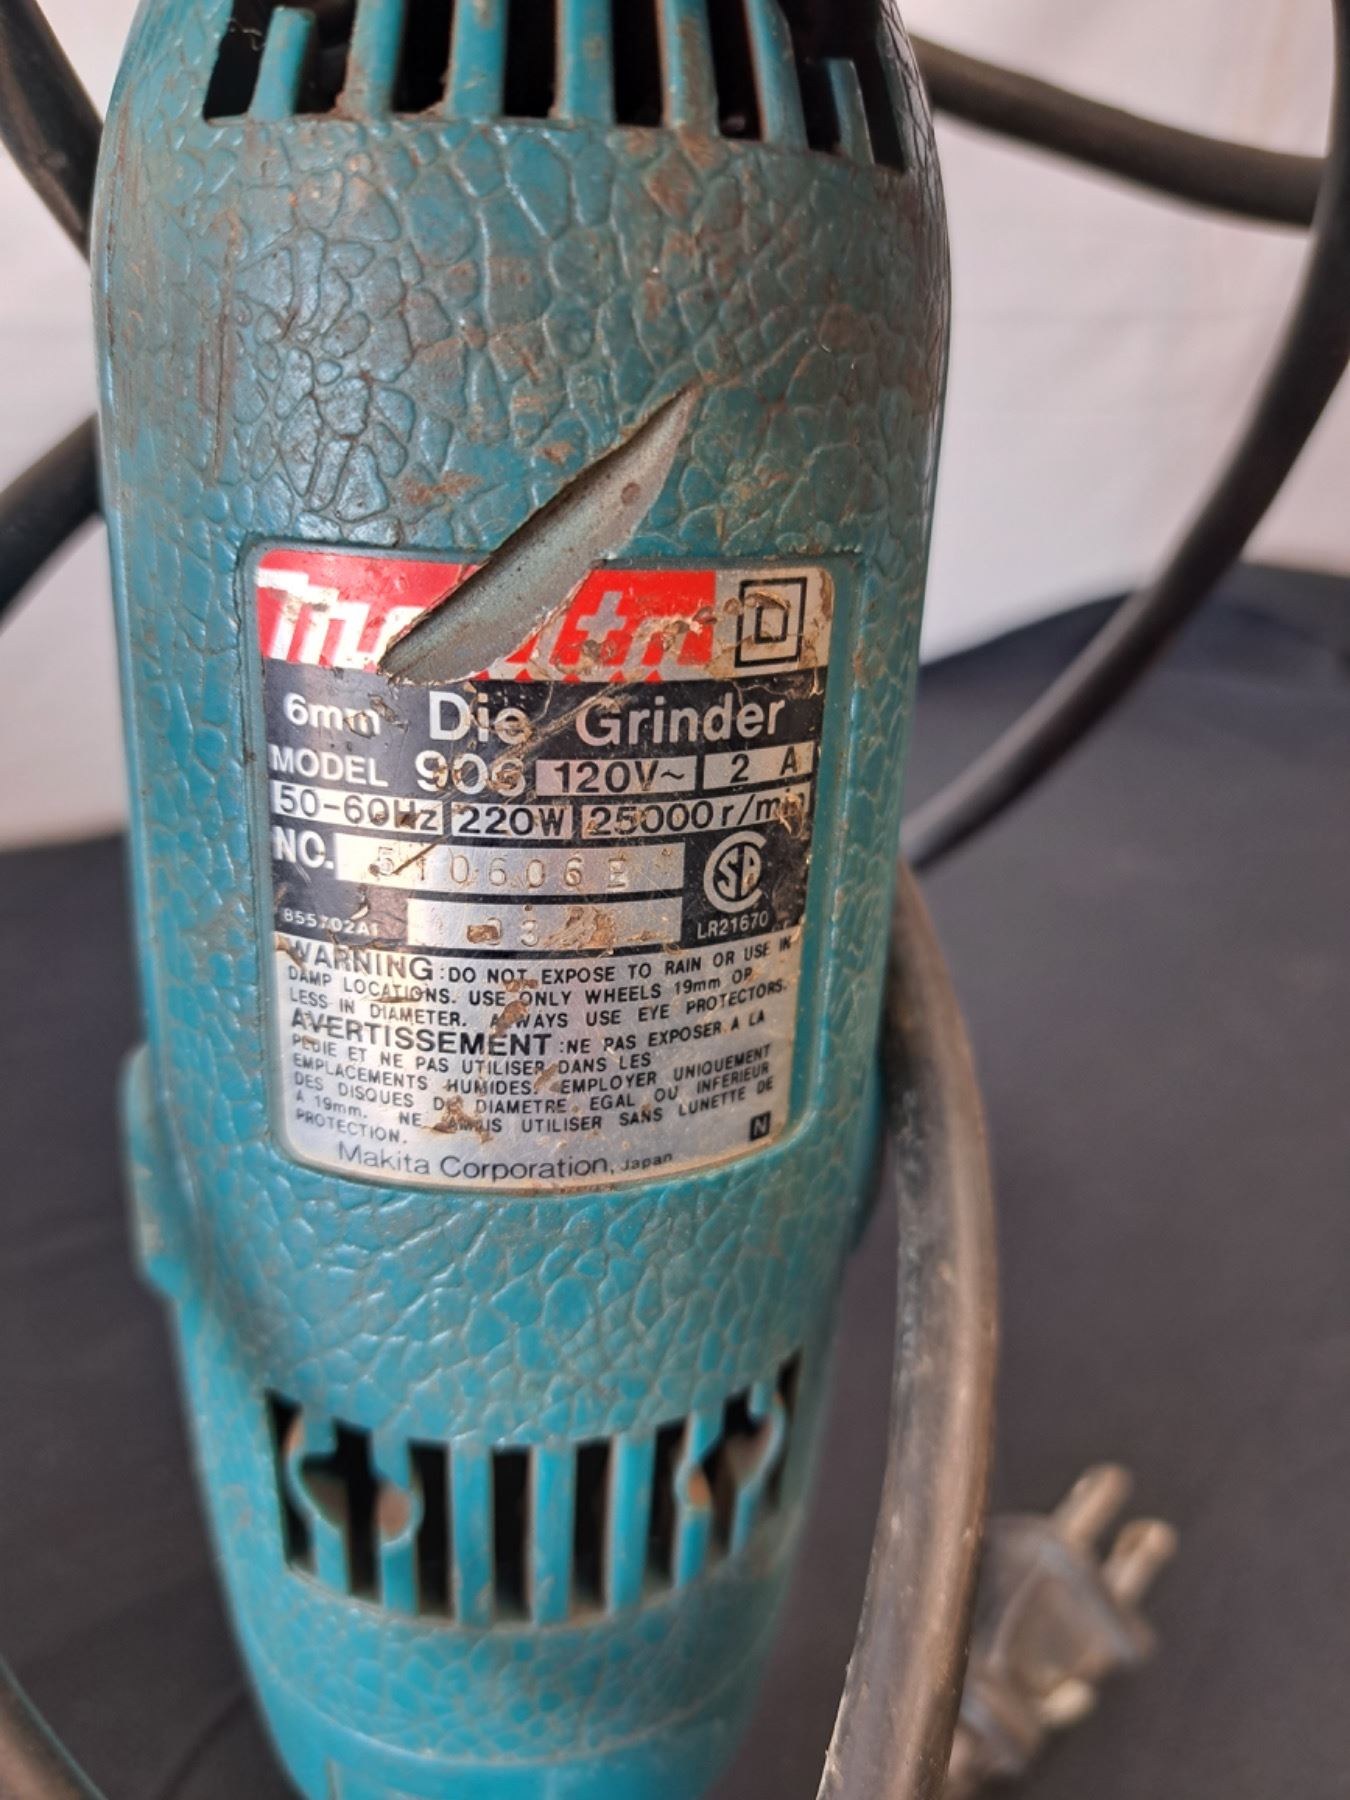 6mm Die Grinder
MODEL 906 120V~ 2 A
50-60Hz 220W 25000 r/min
NO. 510606E
855702A1 LR21670
WARNING : DO NOT EXPOSE TO RAIN OR USE IN
DAMP LOCATIONS. USE ONLY WHEELS 19mm OR
LESS IN DIAMETER. ALWAYS USE EYE PROTECTORS.
AVERTISSEMENT : NE PAS EXPOSER A LA
PLUIE ET NE PAS UTILISER DANS LES
EMPLACEMENTS HUMIDES. EMPLOYER UNIQUEMENT
DES DISQUES DE DIAMETRE EGAL OU INFERIEUR
A 19mm. NE JAMAIS UTILISER SANS LUNETTE DE
PROTECTION. N
Makita Corporation, Japan